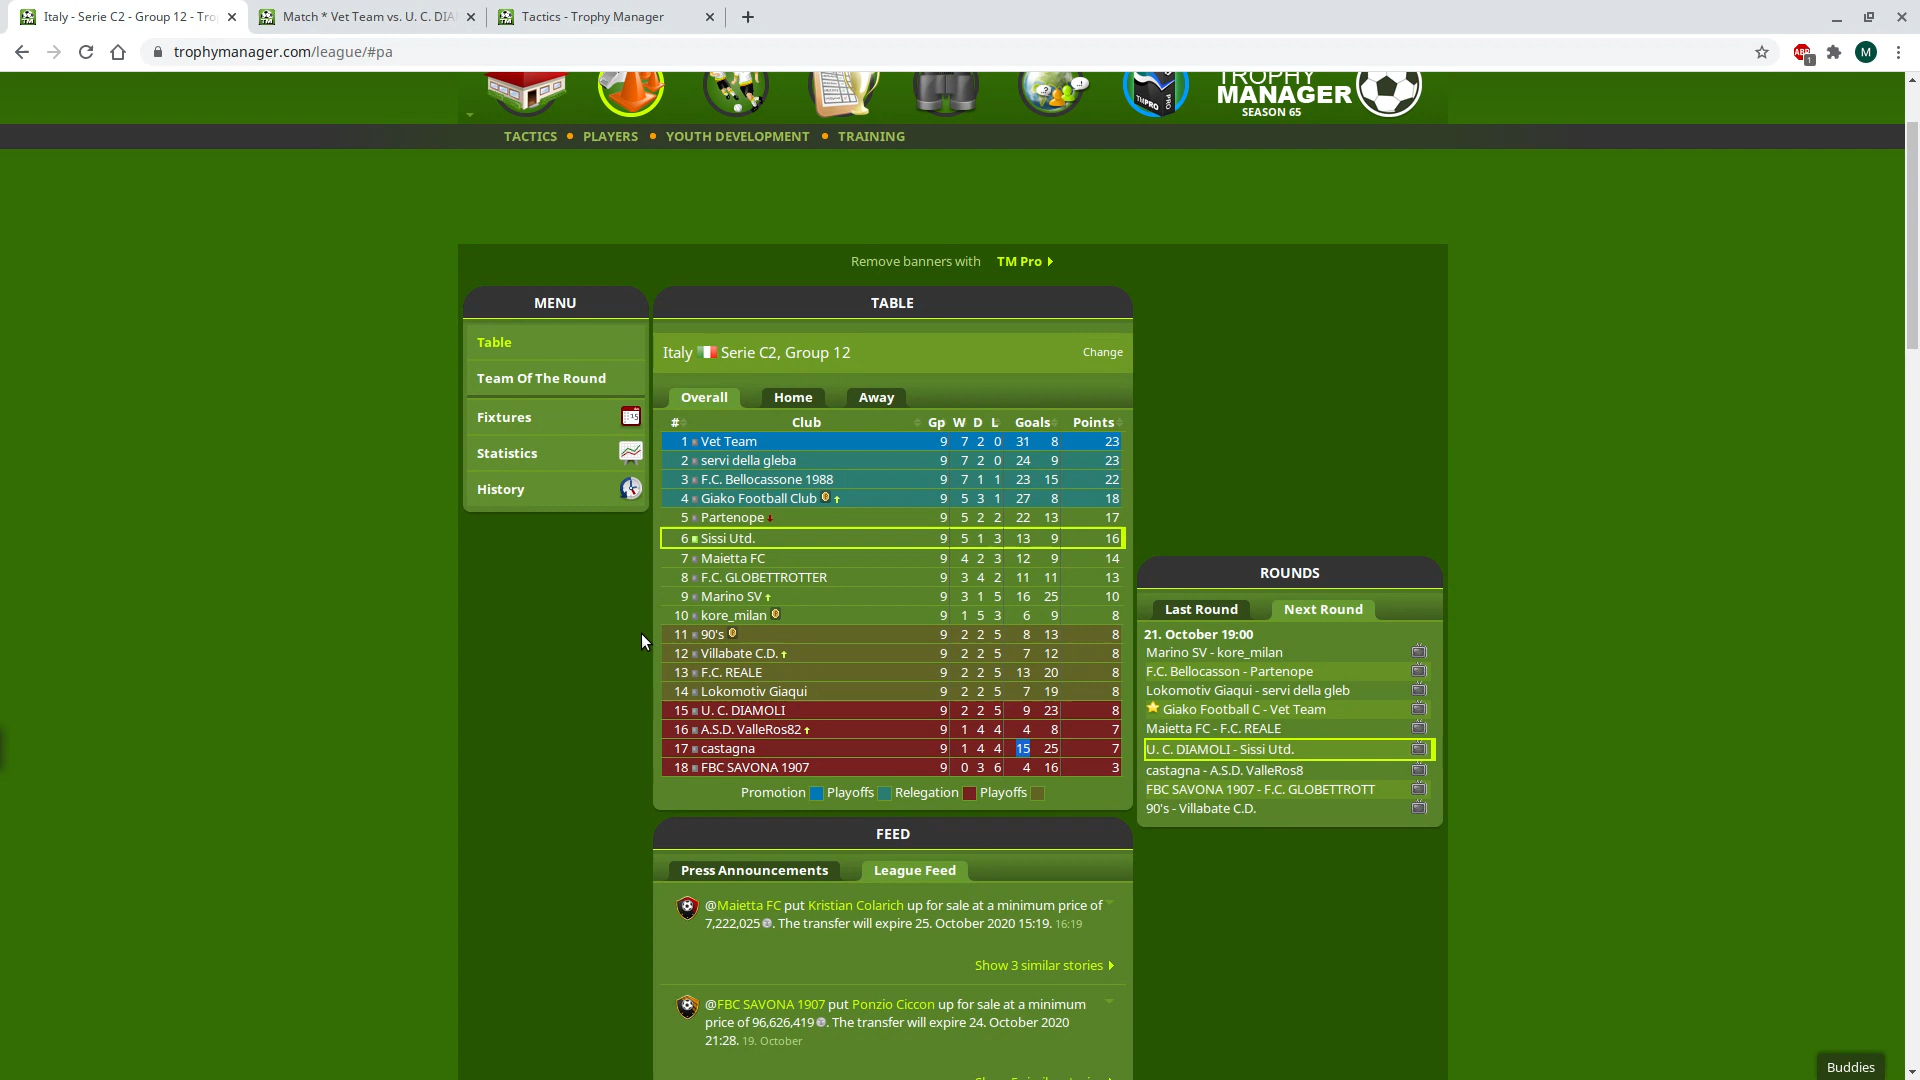 Italy - Serie C2 - Group 12 - Tro
Match * Vet Team vs. U. C. DIA
Tactics - Trophy Manager
trophymanager.com/league/#pa
ABP
1
M
TMPRO
PRO
TROPHY
MANAGER
SEASON 65
TACTICS PLAYERS YOUTH DEVELOPMENT TRAINING
Remove banners with TM Pro
MENU
Table
Team Of The Round
Fixtures
Statistics
History
TABLE
Italy Serie C2, Group 12
Change
Overall Home Away
# Club Gp W D L Goals Points
1 Vet Team 9 7 2 0 31 8 23
2 servi della gleba 9 7 2 0 24 9 23
3 F.C. Bellocassone 1988 9 7 1 1 23 15 22
4 Giako Football Club 9 5 3 1 27 8 18
5 Partenope 9 5 2 2 22 13 17
6 Sissi Utd. 9 5 1 3 13 9 16
7 Maietta FC 9 4 2 3 12 9 14
8 F.C. GLOBETTROTTER 9 3 4 2 11 11 13
9 Marino SV 9 3 1 5 16 25 10
10 kore_milan 9 1 5 3 6 9 8
11 90's 9 2 2 5 8 13 8
12 Villabate C.D. 9 2 2 5 7 12 8
13 F.C. REALE 9 2 2 5 13 20 8
14 Lokomotiv Giaqui 9 2 2 5 7 19 8
15 U. C. DIAMOLI 9 2 2 5 9 23 8
16 A.S.D. ValleRos82 9 1 4 4 4 8 7
17 castagna 9 1 4 4 15 25 7
18 FBC SAVONA 1907 9 0 3 6 4 16 3
Promotion Playoffs Relegation Playoffs
ROUNDS
Last Round Next Round
21. October 19:00
Marino SV - kore_milan
F.C. Bellocasson - Partenope
Lokomotiv Giaqui - servi della gleb
Giako Football C - Vet Team
Maietta FC - F.C. REALE
U. C. DIAMOLI - Sissi Utd.
castagna - A.S.D. ValleRos8
FBC SAVONA 1907 - F.C. GLOBETTROTT
90's - Villabate C.D.
FEED
Press Announcements League Feed
@Maietta FC put Kristian Colarich up for sale at a minimum price of
7,222,025. The transfer will expire 25. October 2020 15:19. 16:19
Show 3 similar stories
@FBC SAVONA 1907 put Ponzio Ciccon up for sale at a minimum
price of 96,626,419. The transfer will expire 24. October 2020
21:28. 19. October
Buddies